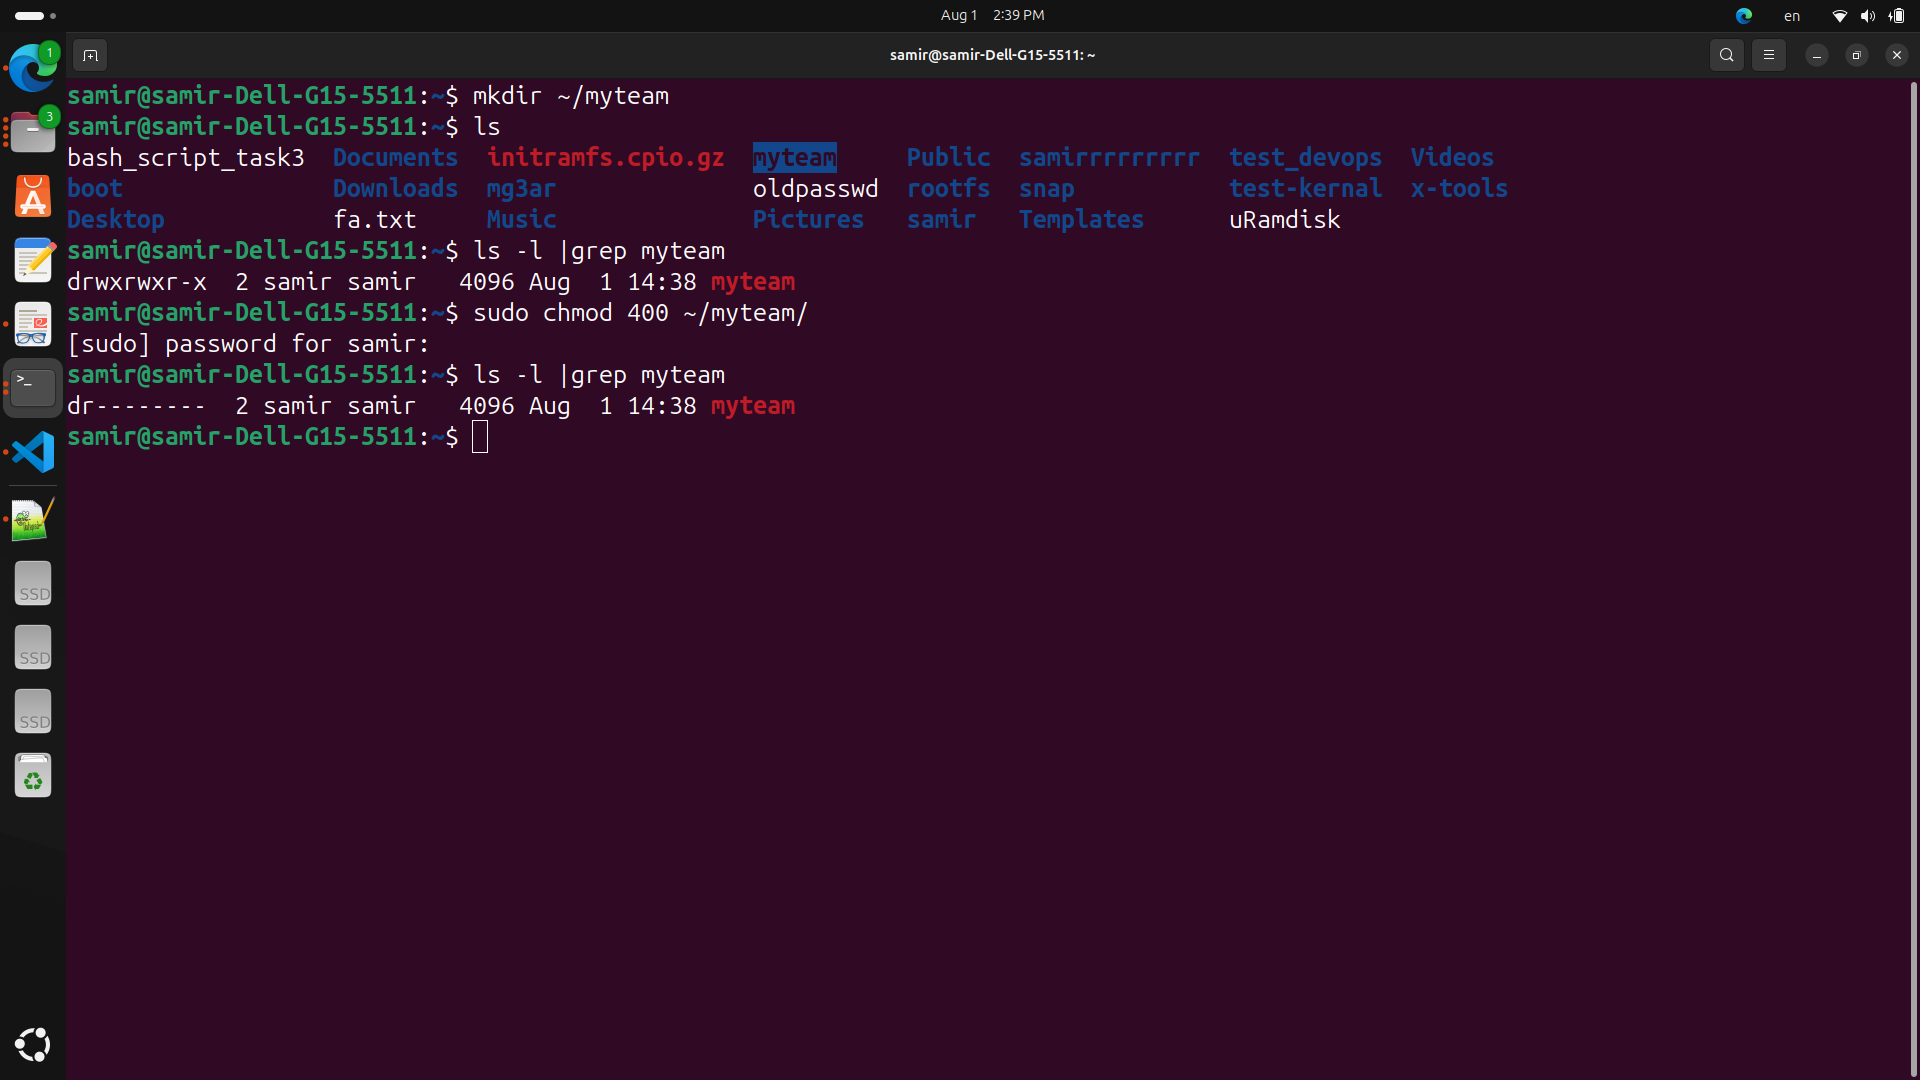 Aug 1 2:39 PM
en
1
samir@samir-Dell-G15-5511: ~
3
samir@samir-Dell-G15-5511:~$ mkdir ~/myteam
samir@samir-Dell-G15-5511:~$ ls
bash_script_task3 Documents initramfs.cpio.gz myteam Public samirrrrrrrrr test_devops Videos
boot Downloads mg3ar oldpasswd rootfs snap test-kernal x-tools
Desktop fa.txt Music Pictures samir Templates uRamdisk
samir@samir-Dell-G15-5511:~$ ls -l |grep myteam
drwxrwxr-x 2 samir samir 4096 Aug 1 14:38 myteam
samir@samir-Dell-G15-5511:~$ sudo chmod 400 ~/myteam/
[sudo] password for samir:
samir@samir-Dell-G15-5511:~$ ls -l |grep myteam
dr-------- 2 samir samir 4096 Aug 1 14:38 myteam
samir@samir-Dell-G15-5511:~$
SSD
SSD
SSD